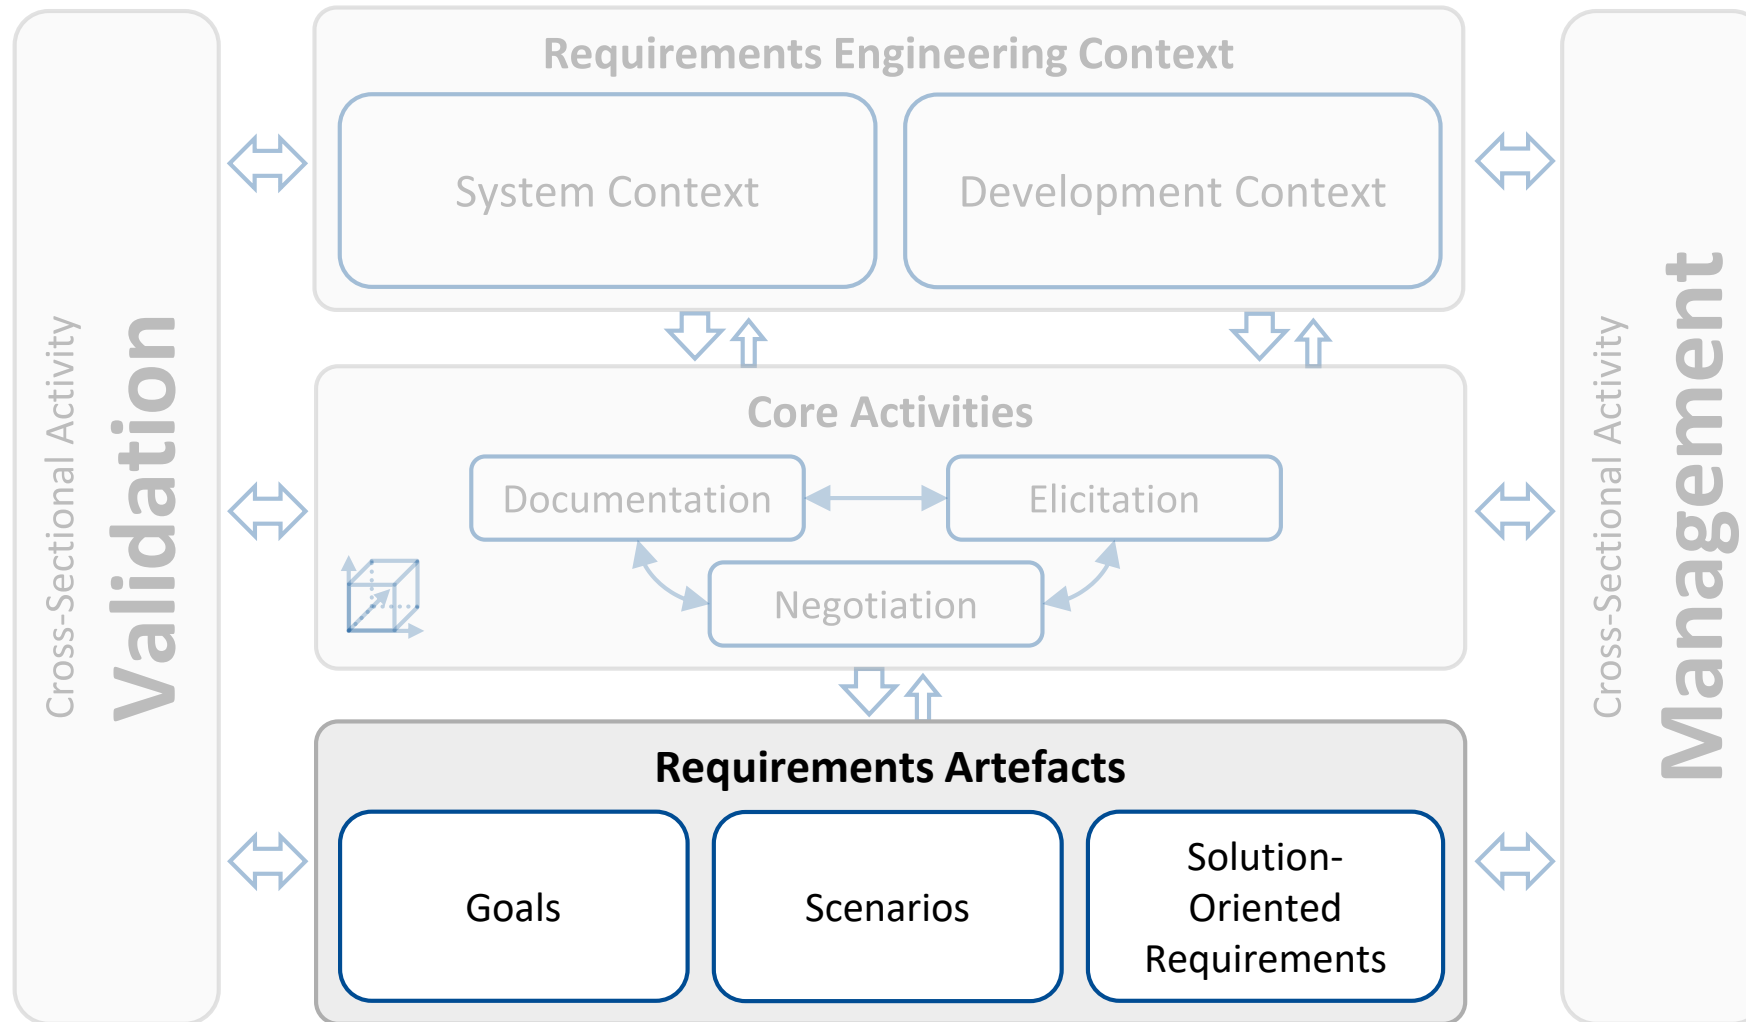 Cross-Sectional Activity
Validation
Requirements Engineering Context
System Context
Development Context
Core Activities
Documentation
Elicitation
Negotiation
Requirements Artefacts
Goals
Scenarios
Solution-
Oriented
Requirements
Cross-Sectional Activity
Management